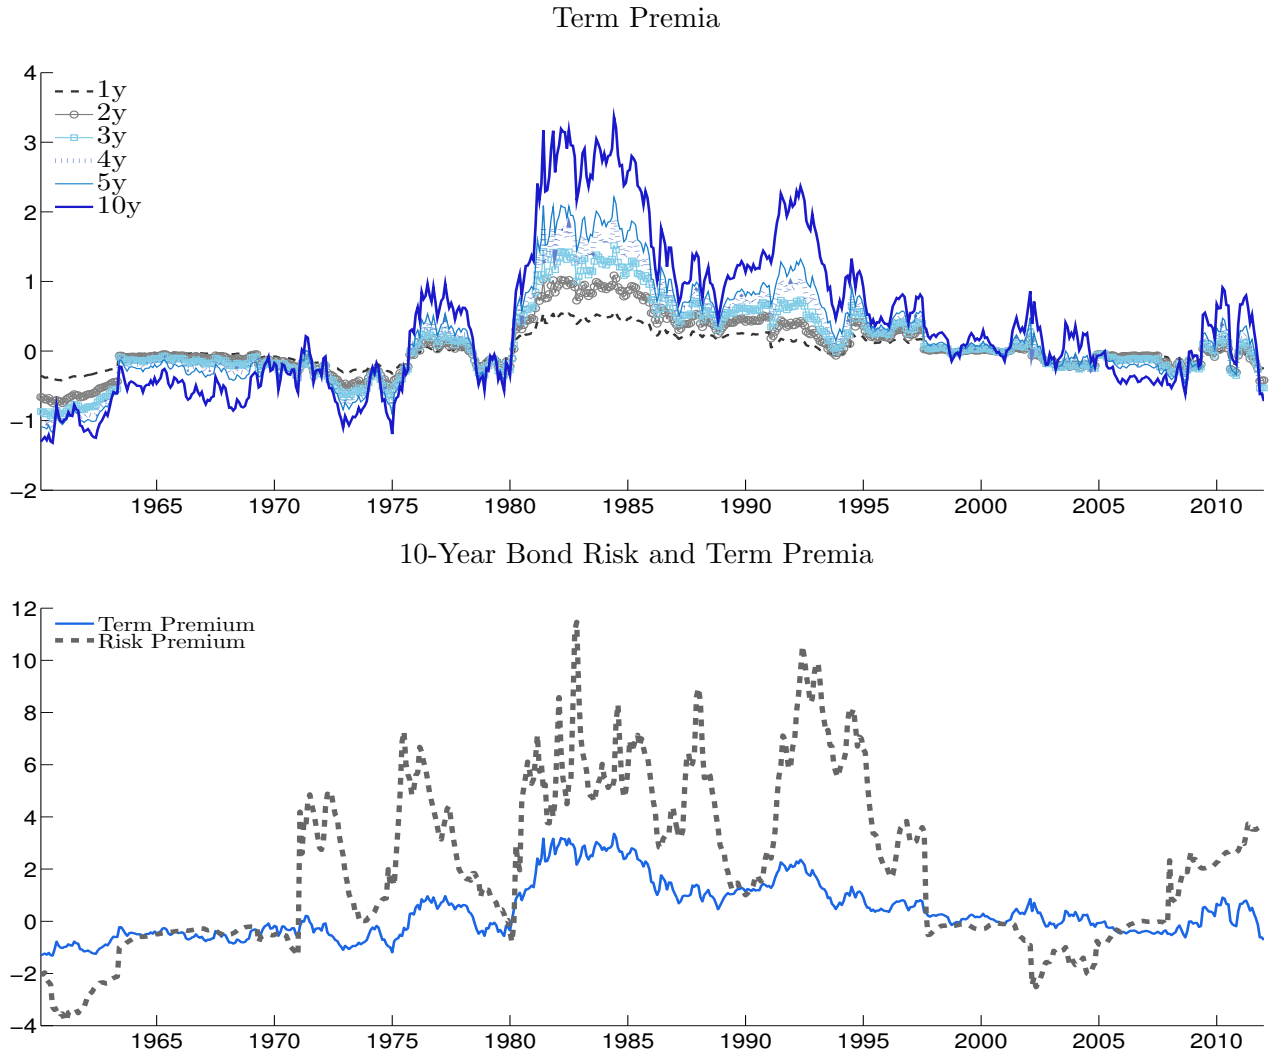 Term Premia
4
3
2
1
0
−1
−2
1y
2y
3y
4y
5y
10y
1965 1970 1975 1980 1985 1990 1995 2000 2005 2010
10-Year Bond Risk and Term Premia
12
10
8
6
4
2
0
−2
−4
Term Premium
Risk Premium
1965 1970 1975 1980 1985 1990 1995 2000 2005 2010